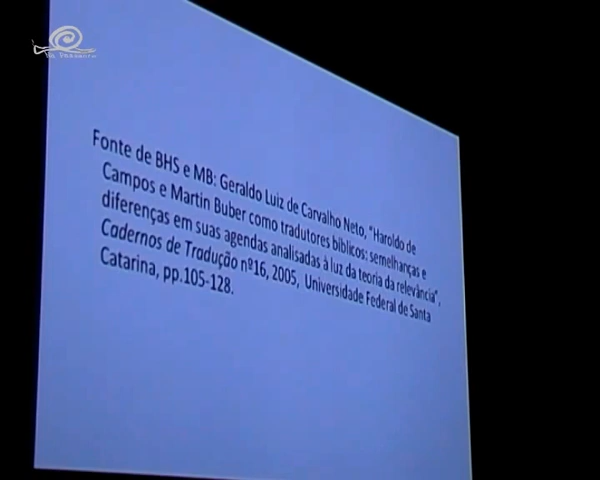 Fonte de BHS e MB: Geraldo Luiz de Carvalho Neto, "Haroldo de
Campos e Martin Buber como tradutores bíblicos: semelhanças e
diferenças em suas agendas analisadas à luz da teoria da relevância",
Cadernos de Tradução nº16, 2005, Universidade Federal de Santa
Catarina, pp.105-128.